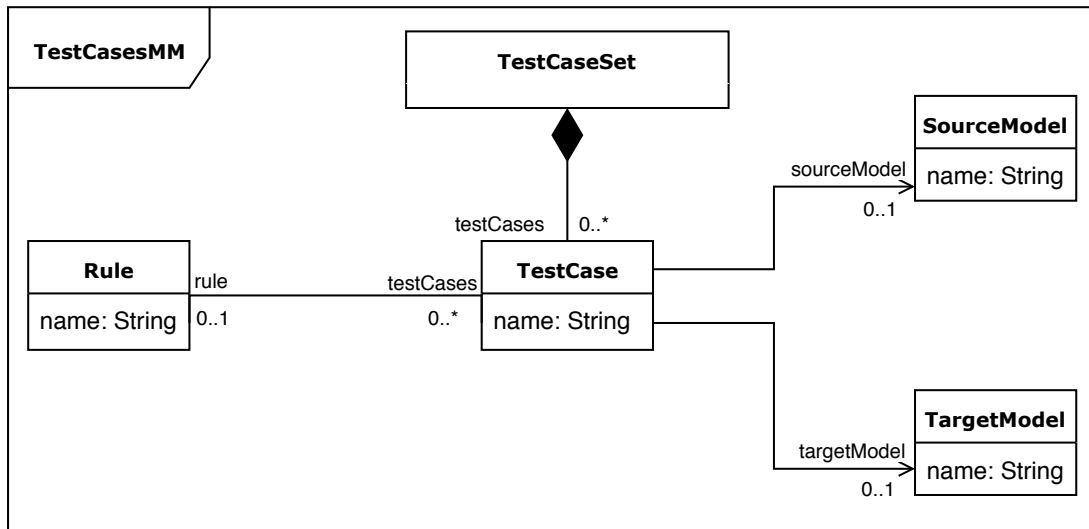 TestCasesMM
TestCaseSet
SourceModel
name: String
sourceModel
0..1
testCases 0..*
Rule
name: String
rule
0..1
testCases
0..*
TestCase
name: String
TargetModel
name: String
targetModel
0..1